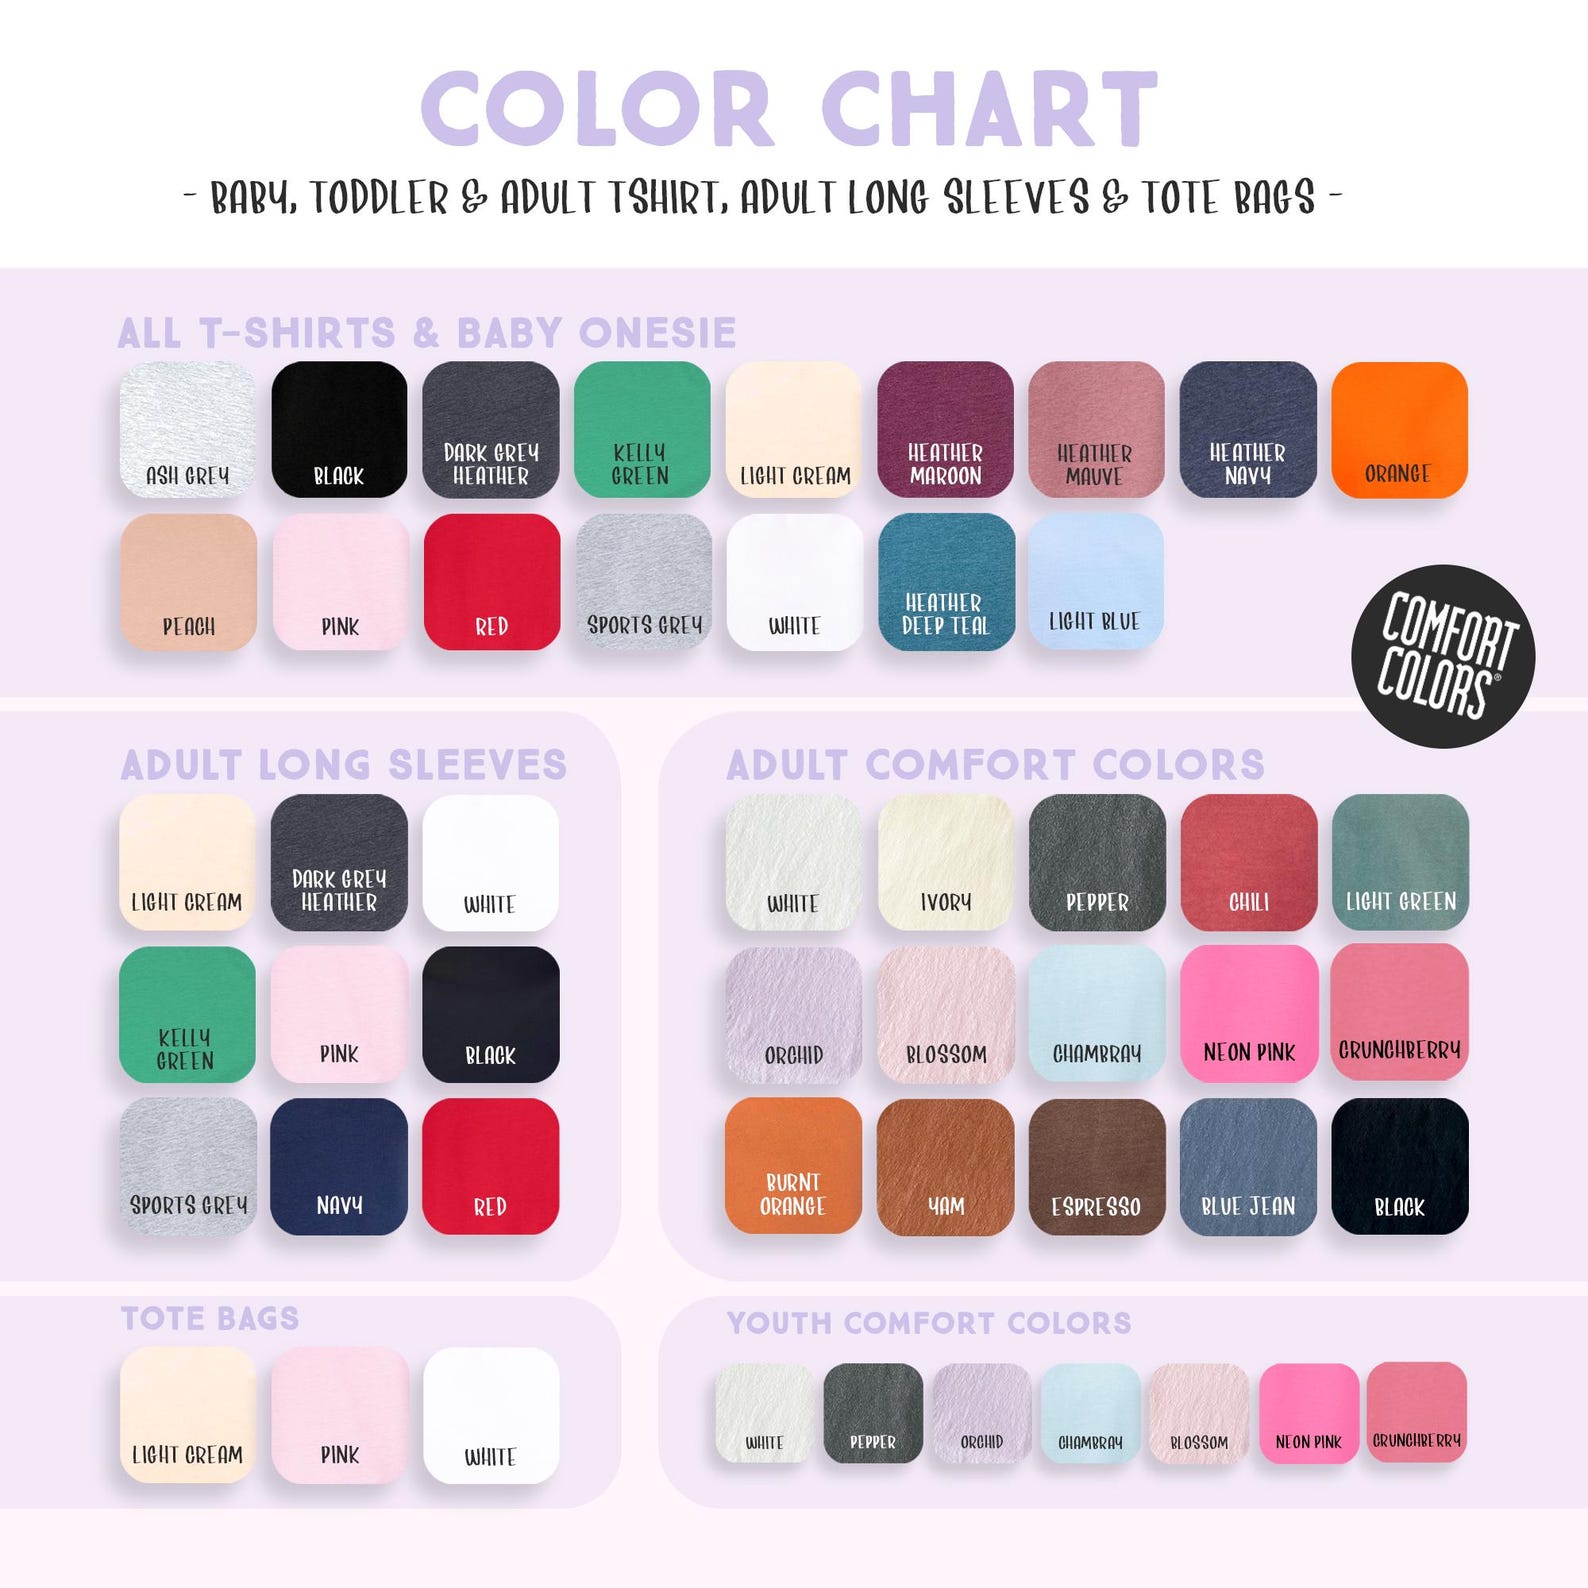 COLOR CHART
- BABY, TODDLER & ADULT TSHIRT, ADULT LONG SLEEVES & TOTE BAGS -
ALL T-SHIRTS & BABY ONESIE
ASH GREY
BLACK
DARK GREY
HEATHER
KELLY
GREEN
LIGHT CREAM
HEATHER
MAROON
HEATHER
MAUVE
HEATHER
NAVY
ORANGE
PEACH
PINK
RED
SPORTS GREY
WHITE
HEATHER
DEEP TEAL
LIGHT BLUE
COMFORT
COLORS®
ADULT LONG SLEEVES
LIGHT CREAM
DARK GREY
HEATHER
WHITE
KELLY
GREEN
PINK
BLACK
SPORTS GREY
NAVY
RED
ADULT COMFORT COLORS
WHITE
IVORY
PEPPER
CHILI
LIGHT GREEN
ORCHID
BLOSSOM
CHAMBRAY
NEON PINK
CRUNCHBERRY
BURNT
ORANGE
YAM
ESPRESSO
BLUE JEAN
BLACK
TOTE BAGS
LIGHT CREAM
PINK
WHITE
YOUTH COMFORT COLORS
WHITE
PEPPER
ORCHID
CHAMBRAY
BLOSSOM
NEON PINK
CRUNCHBERRY